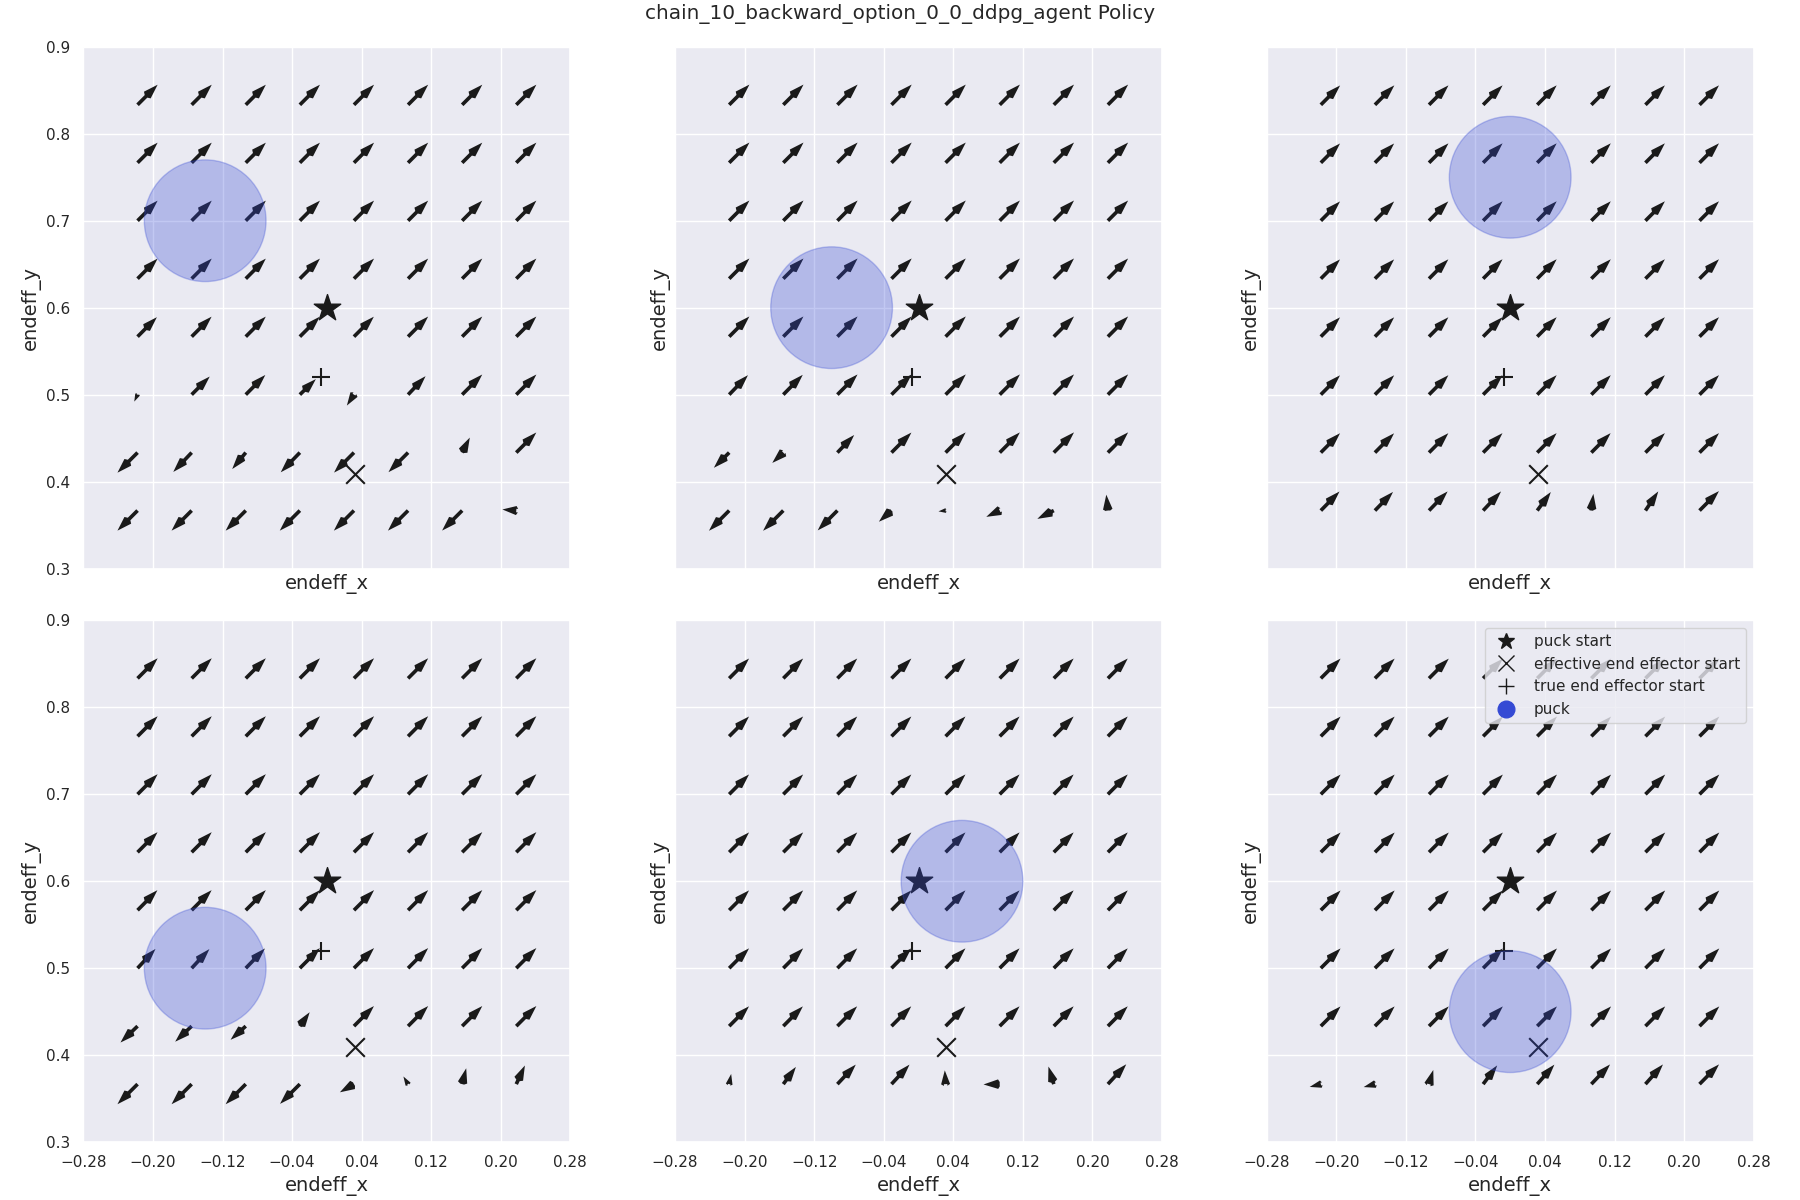 chain_10_backward_option_0_0_ddpg_agent Policy
0.9
0.8
0.7
0.6
0.5
0.4
0.3
endeff_y
endeff_x
endeff_y
endeff_x
endeff_y
endeff_x
0.9
0.8
0.7
0.6
0.5
0.4
0.3
endeff_y
−0.28 −0.20 −0.12 −0.04 0.04 0.12 0.20 0.28
endeff_x
endeff_y
−0.28 −0.20 −0.12 −0.04 0.04 0.12 0.20 0.28
endeff_x
endeff_y
puck start
effective end effector start
true end effector start
puck
−0.28 −0.20 −0.12 −0.04 0.04 0.12 0.20 0.28
endeff_x